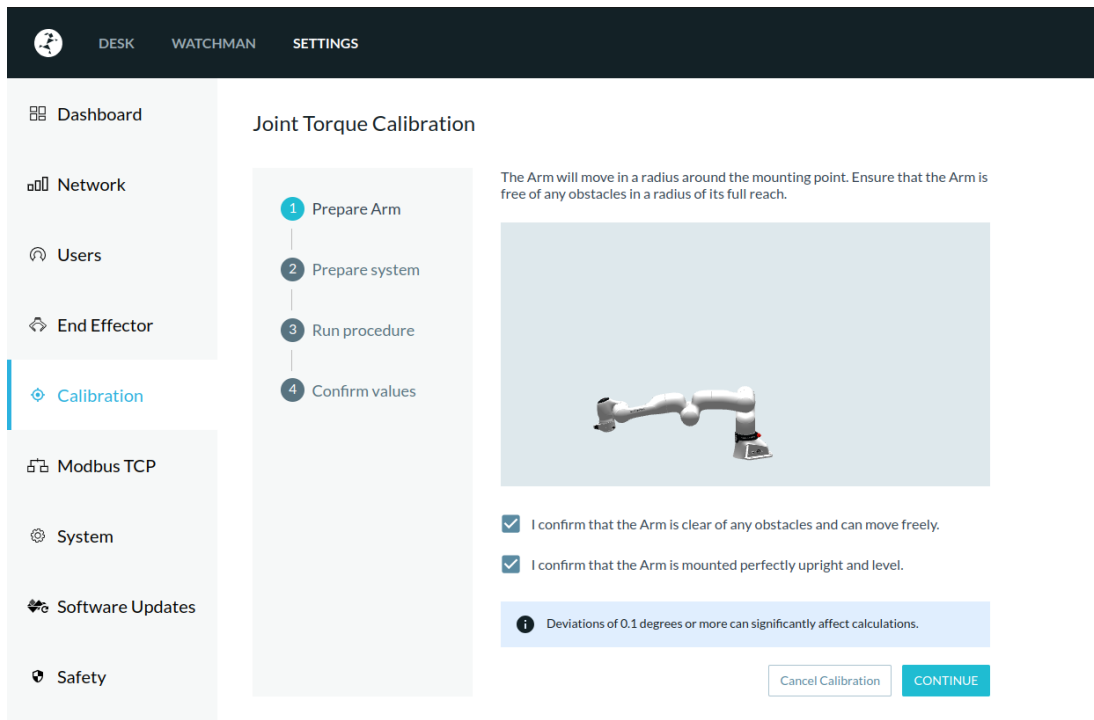 DESK WATCHMAN SETTINGS
Dashboard
Network
Users
End Effector
Calibration
Modbus TCP
System
Software Updates
Safety
Joint Torque Calibration
1 Prepare Arm
2 Prepare system
3 Run procedure
4 Confirm values
The Arm will move in a radius around the mounting point. Ensure that the Arm is
free of any obstacles in a radius of its full reach.
I confirm that the Arm is clear of any obstacles and can move freely.
I confirm that the Arm is mounted perfectly upright and level.
Deviations of 0.1 degrees or more can significantly affect calculations.
Cancel Calibration CONTINUE